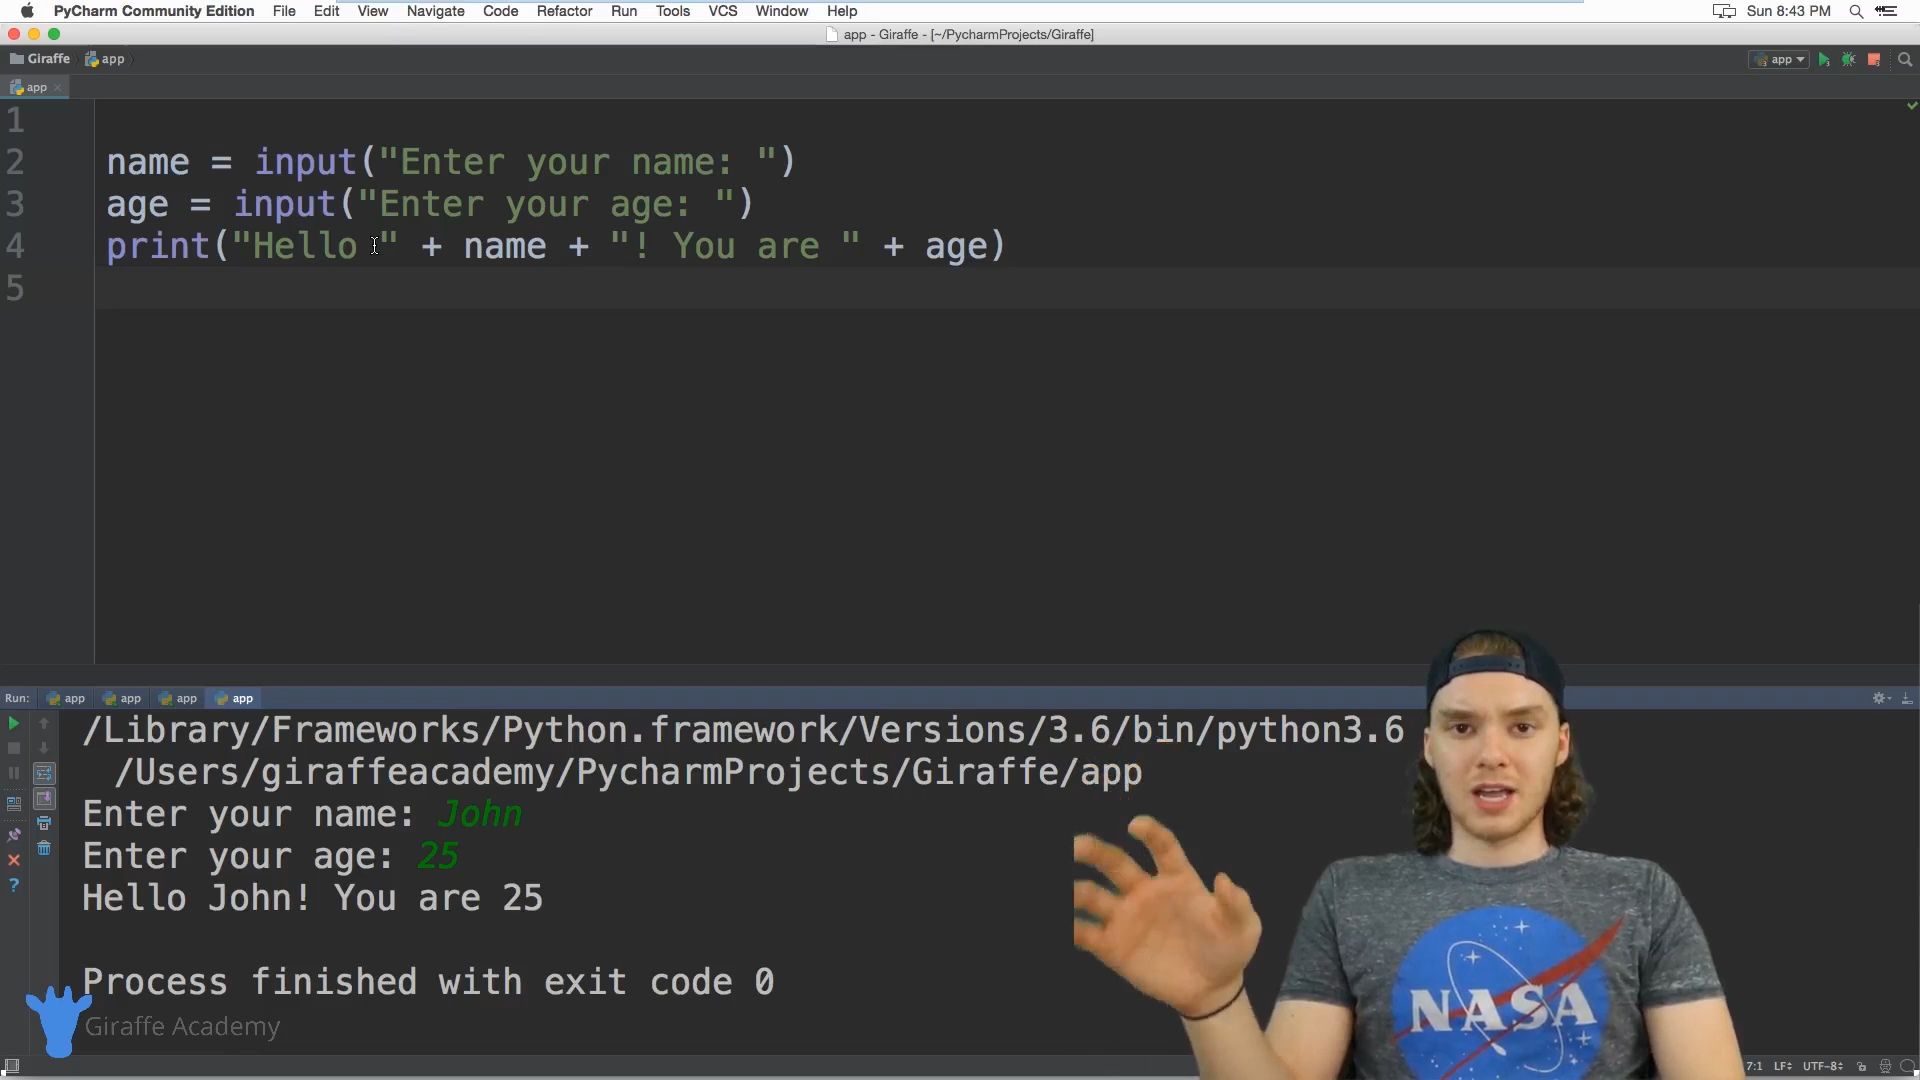 PyCharm Community Edition File Edit View Navigate Code Refactor Run Tools VCS Window Help Sun 8:43 PM
app - Giraffe - [~/PycharmProjects/Giraffe]
Giraffe app app
app
1
2 name = input("Enter your name: ")
3 age = input("Enter your age: ")
4 print("Hello " + name + "! You are " + age)
5
Run: app app app app
/Library/Frameworks/Python.framework/Versions/3.6/bin/python3.6
/Users/giraffeacademy/PycharmProjects/Giraffe/app
Enter your name: John
Enter your age: 25
Hello John! You are 25
Process finished with exit code 0
Giraffe Academy
NASA
7:1 LF UTF-8